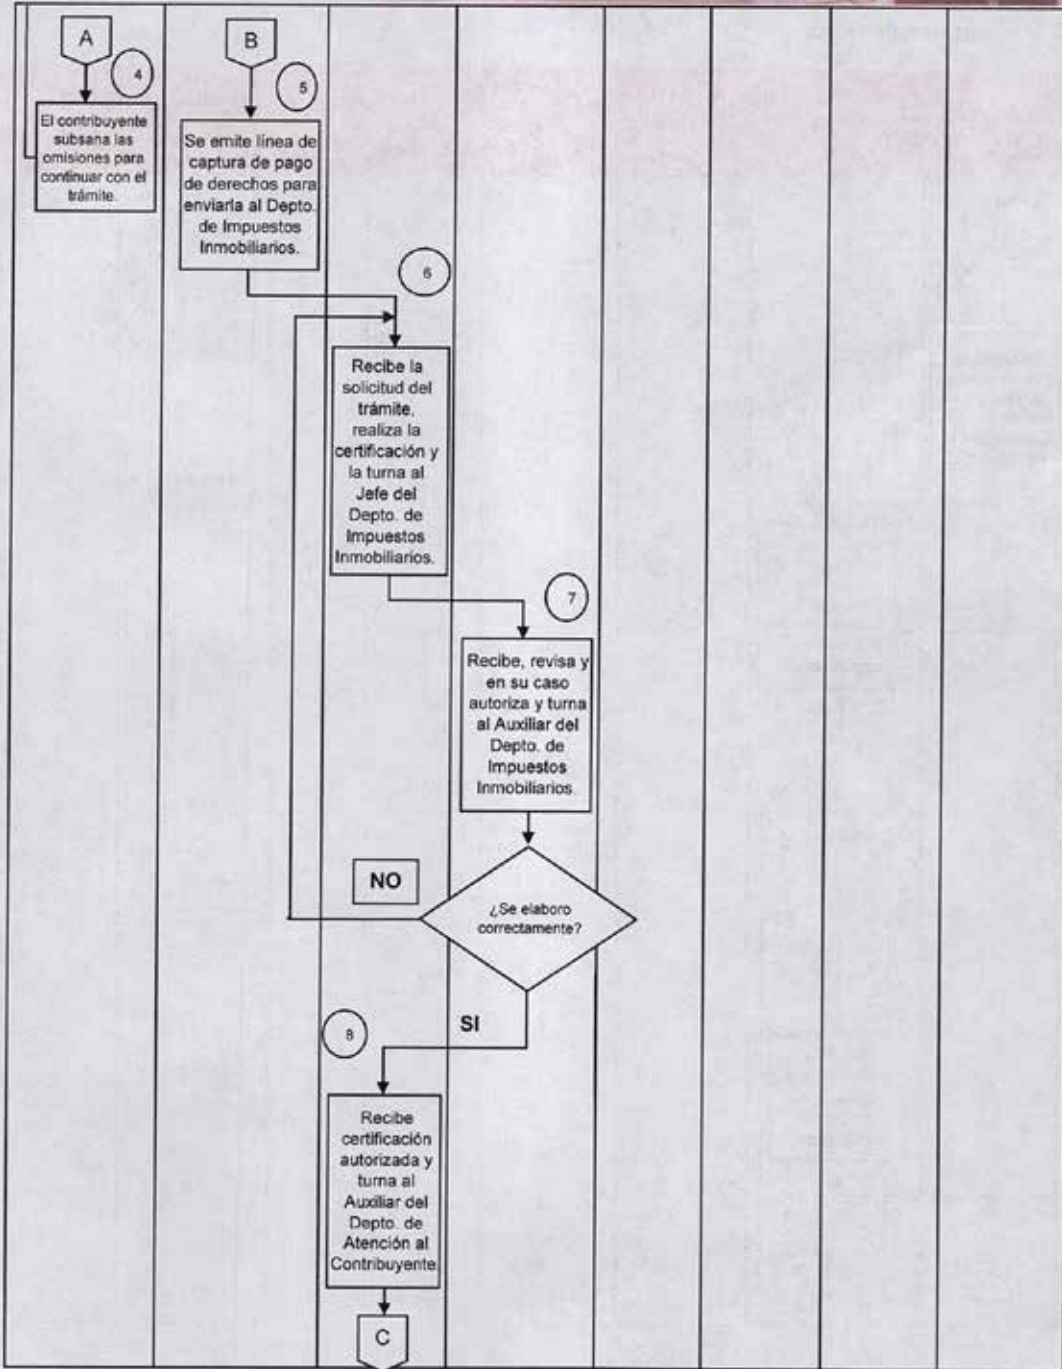 A
4
El contribuyente
subsana las
omisiones para
continuar con el
trámite.
B
5
Se emite línea de
captura de pago
de derechos para
enviarla al Depto.
de Impuestos
Inmobiliarios.
6
Recibe la
solicitud del
trámite,
realiza la
certificación y
la turna al
Jefe del
Depto. de
Impuestos
Inmobiliarios.
7
Recibe, revisa y
en su caso
autoriza y turna
al Auxiliar del
Depto. de
Impuestos
Inmobiliarios.
NO
¿Se elaboro
correctamente?
SI
8
Recibe
certificación
autorizada y
turna al
Auxiliar del
Depto. de
Atención al
Contribuyente.
C